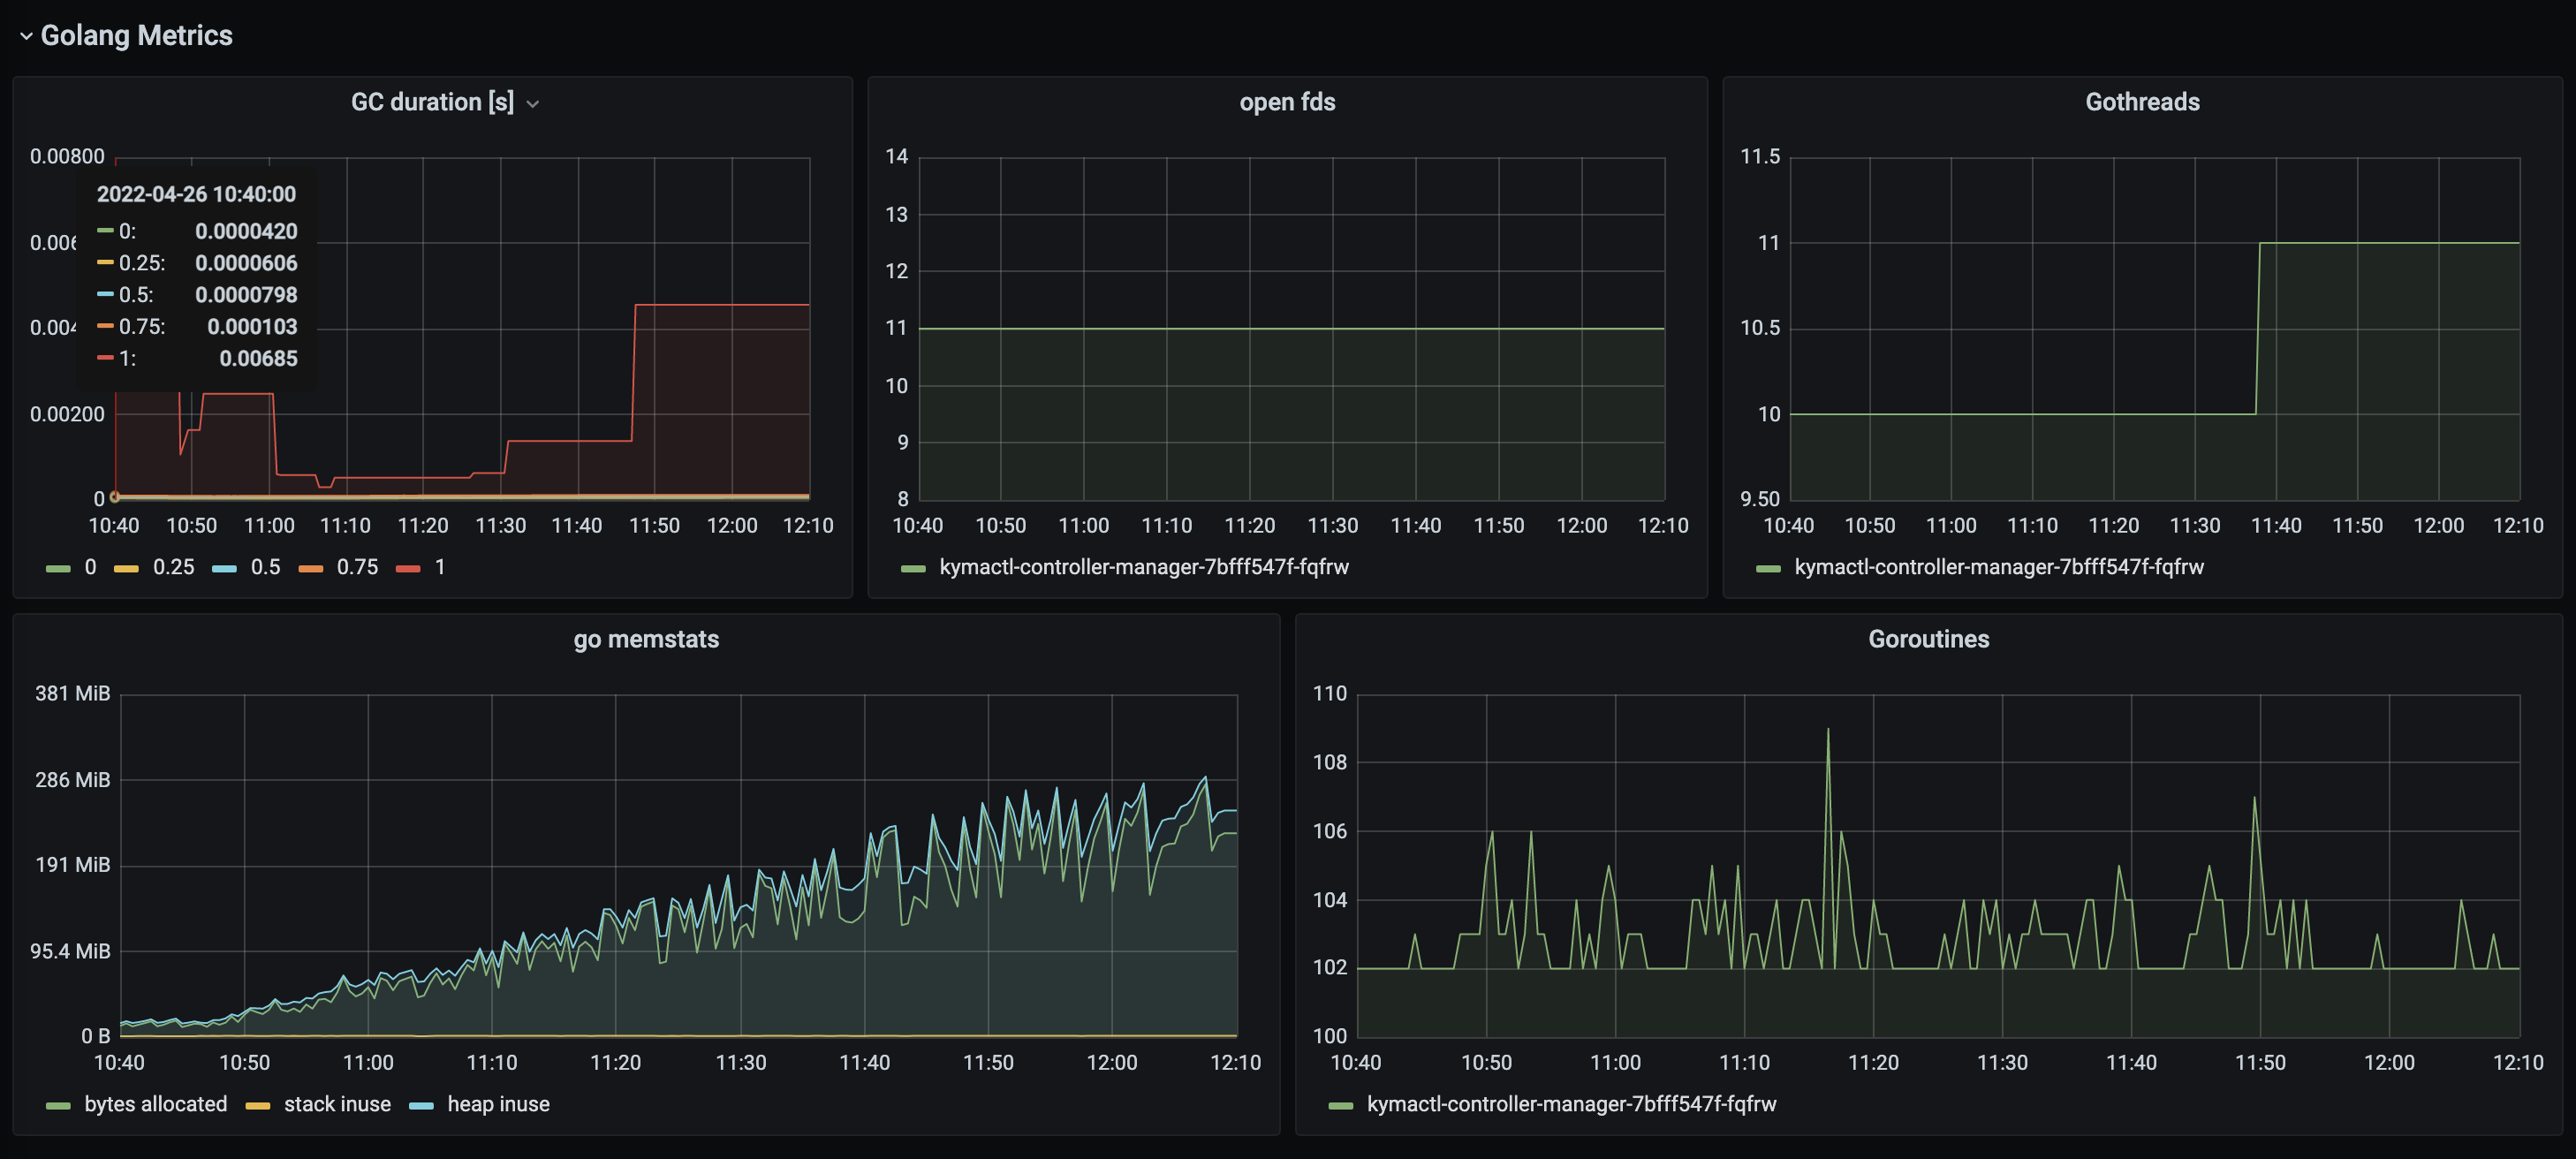 Golang Metrics
GC duration [s]
0.00800
0.006
0.004
0.00200
0
2022-04-26 10:40:00
0: 0.0000420
0.25: 0.0000606
0.5: 0.0000798
0.75: 0.000103
1: 0.00685
10:40 10:50 11:00 11:10 11:20 11:30 11:40 11:50 12:00 12:10
0 0.25 0.5 0.75 1
open fds
14
13
12
11
10
9
8
10:40 10:50 11:00 11:10 11:20 11:30 11:40 11:50 12:00 12:10
kymactl-controller-manager-7bfff547f-fqfrw
Gothreads
11.5
11
10.5
10
9.50
10:40 10:50 11:00 11:10 11:20 11:30 11:40 11:50 12:00 12:10
kymactl-controller-manager-7bfff547f-fqfrw
go memstats
381 MiB
286 MiB
191 MiB
95.4 MiB
0 B
10:40 10:50 11:00 11:10 11:20 11:30 11:40 11:50 12:00 12:10
bytes allocated stack inuse heap inuse
Goroutines
110
108
106
104
102
100
10:40 10:50 11:00 11:10 11:20 11:30 11:40 11:50 12:00 12:10
kymactl-controller-manager-7bfff547f-fqfrw